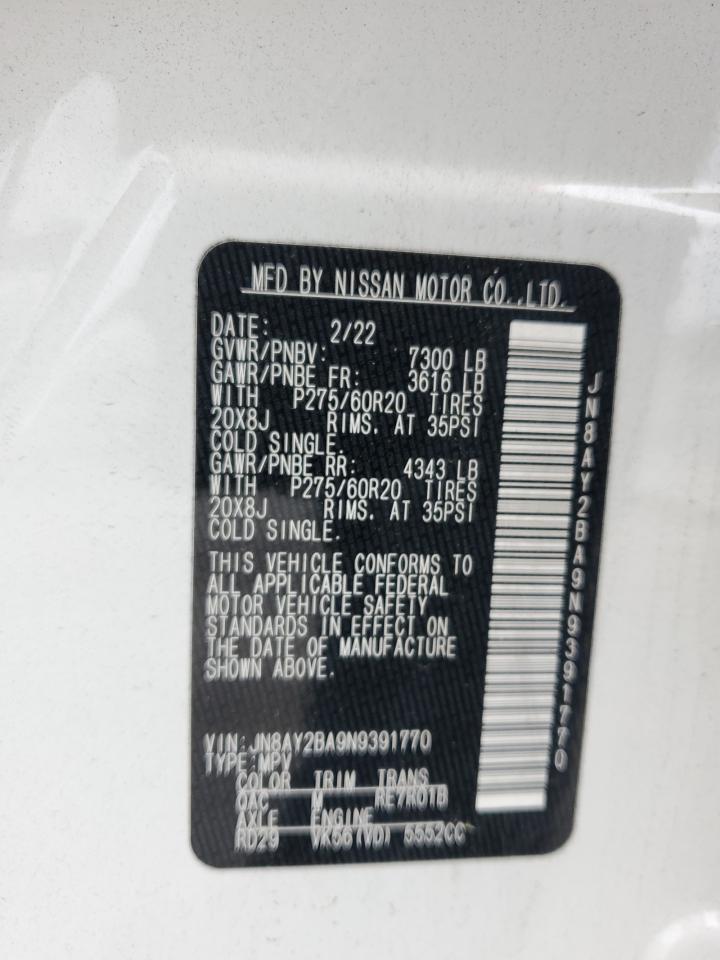 MFD BY NISSAN MOTOR CO.,LTD.
DATE: 2/22
GVWR/PNBV: 7300 LB
GAWR/PNBE FR: 3616 LB
WITH P275/60R20 TIRES
20X8J RIMS. AT 35PSI
COLD SINGLE.
GAWR/PNBE RR: 4343 LB
WITH P275/60R20 TIRES
20X8J RIMS. AT 35PSI
COLD SINGLE.
THIS VEHICLE CONFORMS TO
ALL APPLICABLE FEDERAL
MOTOR VEHICLE SAFETY
STANDARDS IN EFFECT ON
THE DATE OF MANUFACTURE
SHOWN ABOVE.
VIN:JN8AY2BA9N9391770
TYPE:MPV
COLOR TRIM TRANS
QAC M RE7R01B
AXLE ENGINE
RD29 VK56(VD) 5552CC
JN8AY2BA9N9391770